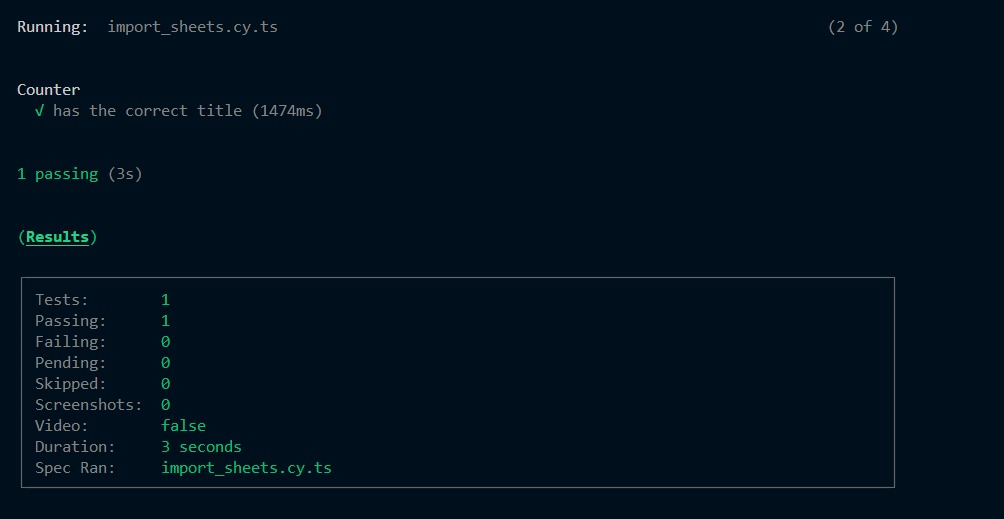 Running: import_sheets.cy.ts (2 of 4)
Counter
√ has the correct title (1474ms)
1 passing (3s)
(Results)
Tests: 1
Passing: 1
Failing: 0
Pending: 0
Skipped: 0
Screenshots: 0
Video: false
Duration: 3 seconds
Spec Ran: import_sheets.cy.ts